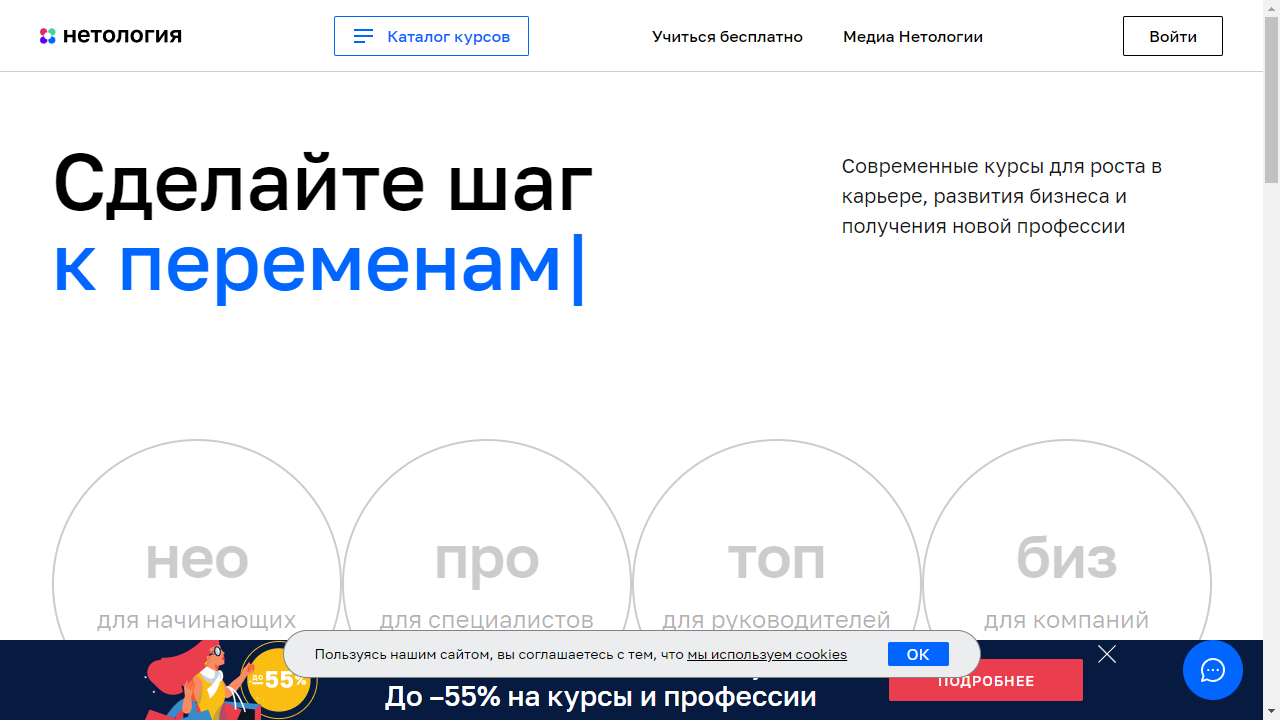 нетология
Каталог курсов
Учиться бесплатно
Медиа Нетологии
Войти
Сделайте шаг
к переменам|
Современные курсы для роста в
карьере, развития бизнеса и
получения новой профессии
нео
для начинающих
про
для специалистов
топ
для руководителей
биз
для компаний
Пользуясь нашим сайтом, вы соглашаетесь с тем, что мы используем cookies
ОК
до
–55%
До –55% на курсы и профессии
ПОДРОБНЕЕ